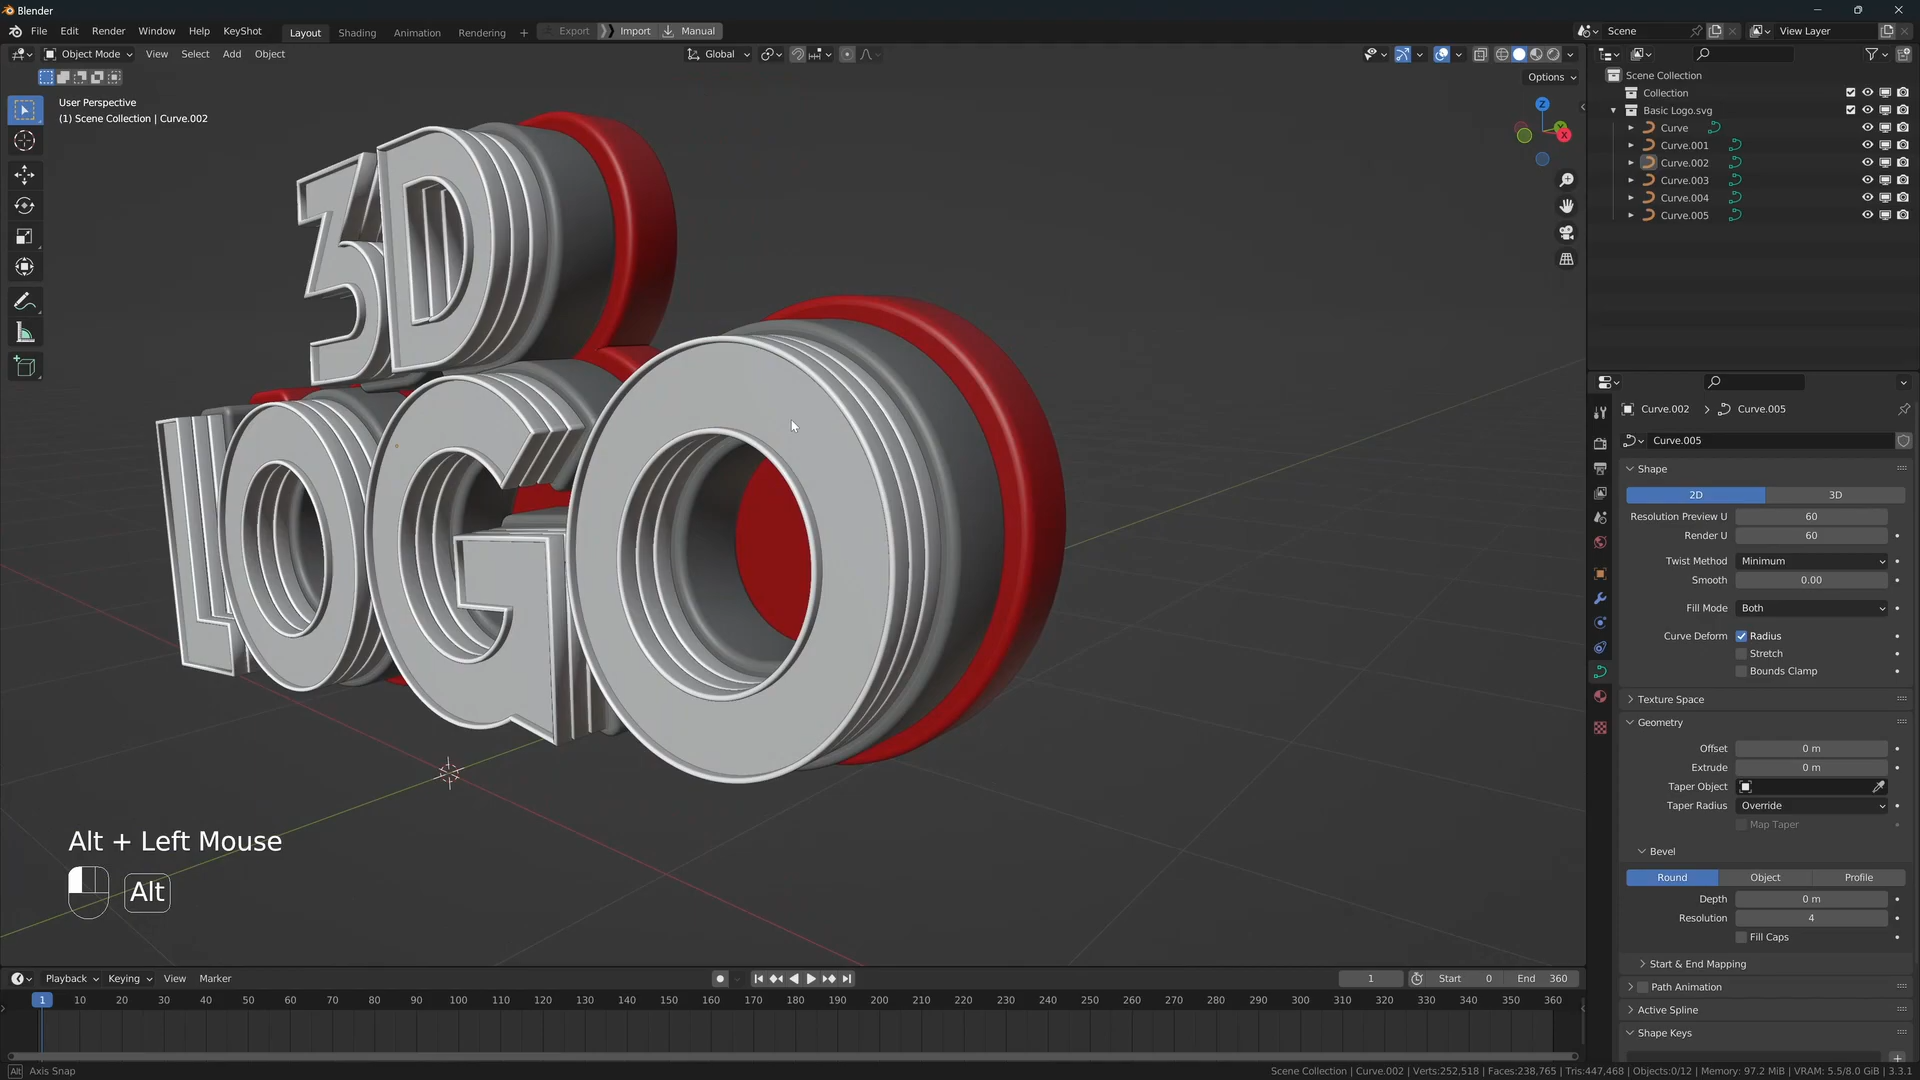 Blender
File Edit Render Window Help KeyShot Layout Shading Animation Rendering + Export Import Manual Scene View Layer
Object Mode View Select Add Object Global
Options
User Perspective
(1) Scene Collection | Curve.002
Z
Y
X
Scene Collection
Collection
Basic Logo.svg
Curve
Curve.001
Curve.002
Curve.003
Curve.004
Curve.005
3D
LOGO
Curve.002 > Curve.005
Curve.005
Shape
2D 3D
Resolution Preview U 60
Render U 60
Twist Method Minimum
Smooth 0.00
Fill Mode Both
Curve Deform Radius
Stretch
Bounds Clamp
Texture Space
Geometry
Offset 0 m
Extrude 0 m
Taper Object
Taper Radius Override
Map Taper
Bevel
Round Object Profile
Depth 0 m
Resolution 4
Fill Caps
Start & End Mapping
Path Animation
Active Spline
Shape Keys
Alt + Left Mouse
Alt
Playback Keying View Marker 1 Start 0 End 360
1 10 20 30 40 50 60 70 80 90 100 110 120 130 140 150 160 170 180 190 200 210 220 230 240 250 260 270 280 290 300 310 320 330 340 350 360
Alt Axis Snap
Scene Collection | Curve.002 | Verts:252,518 | Faces:238,765 | Tris:447,468 | Objects:0/12 | Memory: 97.2 MiB | VRAM: 5.5/8.0 GiB | 3.3.1